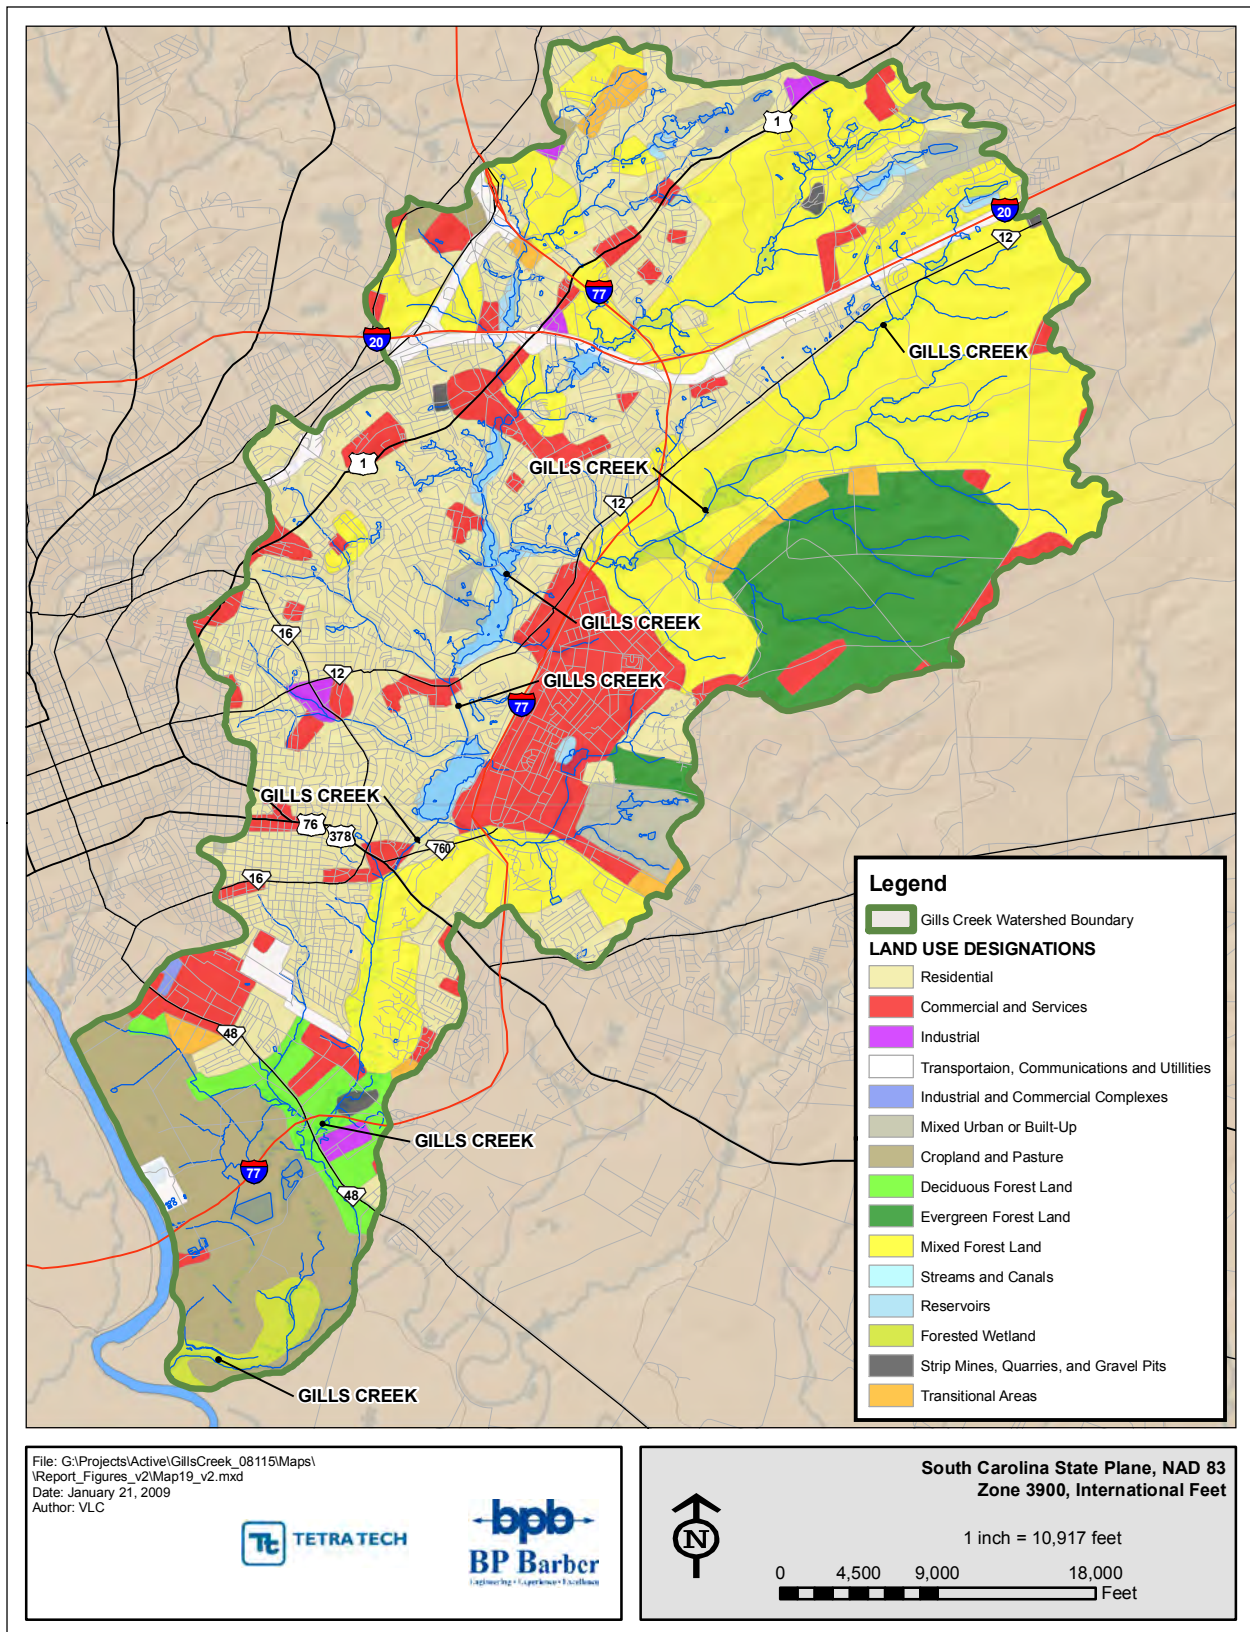 1
20
12
77
GILLS CREEK
20
1
GILLS CREEK
12
GILLS CREEK
16
12
GILLS CREEK
77
GILLS CREEK
76
378
760
16
48
GILLS CREEK
77
48
GILLS CREEK
Legend
Gills Creek Watershed Boundary
LAND USE DESIGNATIONS
Residential
Commercial and Services
Industrial
Transportaion, Communications and Utillities
Industrial and Commercial Complexes
Mixed Urban or Built-Up
Cropland and Pasture
Deciduous Forest Land
Evergreen Forest Land
Mixed Forest Land
Streams and Canals
Reservoirs
Forested Wetland
Strip Mines, Quarries, and Gravel Pits
Transitional Areas
File: G:\Projects\Active\GillsCreek_08115\Maps\
\Report_Figures_v2\Map19_v2.mxd
Date: January 21, 2009
Author: VLC
Tt TETRA TECH
bpb
BP Barber
Engineering • Experience • Excellence
South Carolina State Plane, NAD 83
Zone 3900, International Feet
N
1 inch = 10,917 feet
0 4,500 9,000 18,000
Feet